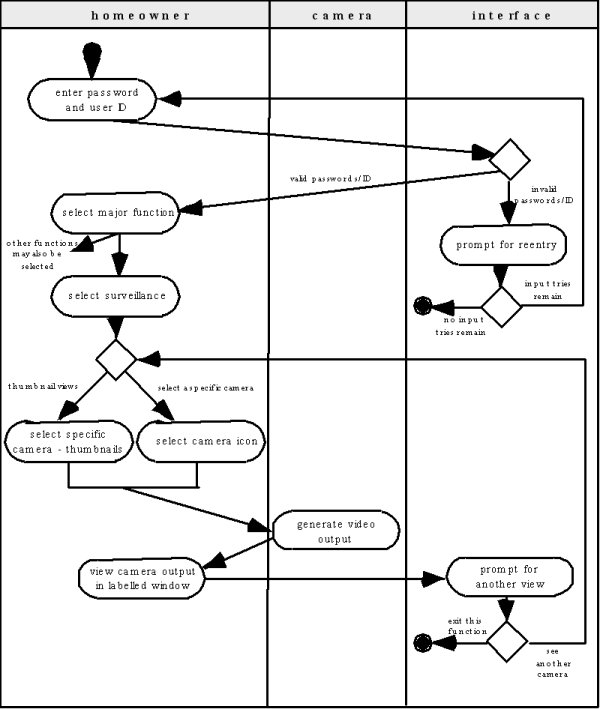 homeowner
camera
interface
enter password
and user ID
valid passwords/ID
invalid
passwords/ID
select major function
prompt for reentry
other functions
may also be
selected
input tries
remain
select surveillance
no input
tries remain
thumbnail views
select a specific camera
select specific
camera - thumbnails
select camera icon
generate video
output
view camera output
in labelled window
prompt for
another view
exit this
function
see
another
camera